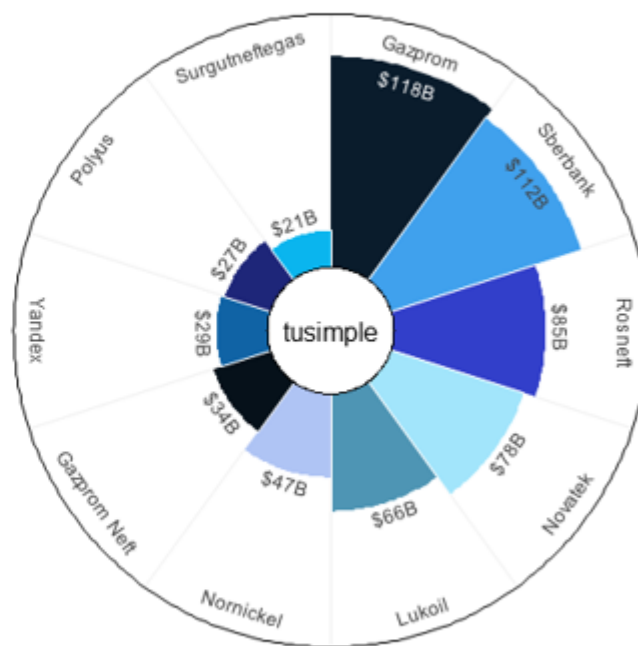 Gazprom
$118B
Sberbank
$112B
Rosneft
$85B
Novatek
$78B
Lukoil
$66B
Nornickel
$47B
Gazprom Neft
$34B
Yandex
$29B
Polyus
$27B
Surgutneftegas
$21B
tusimple